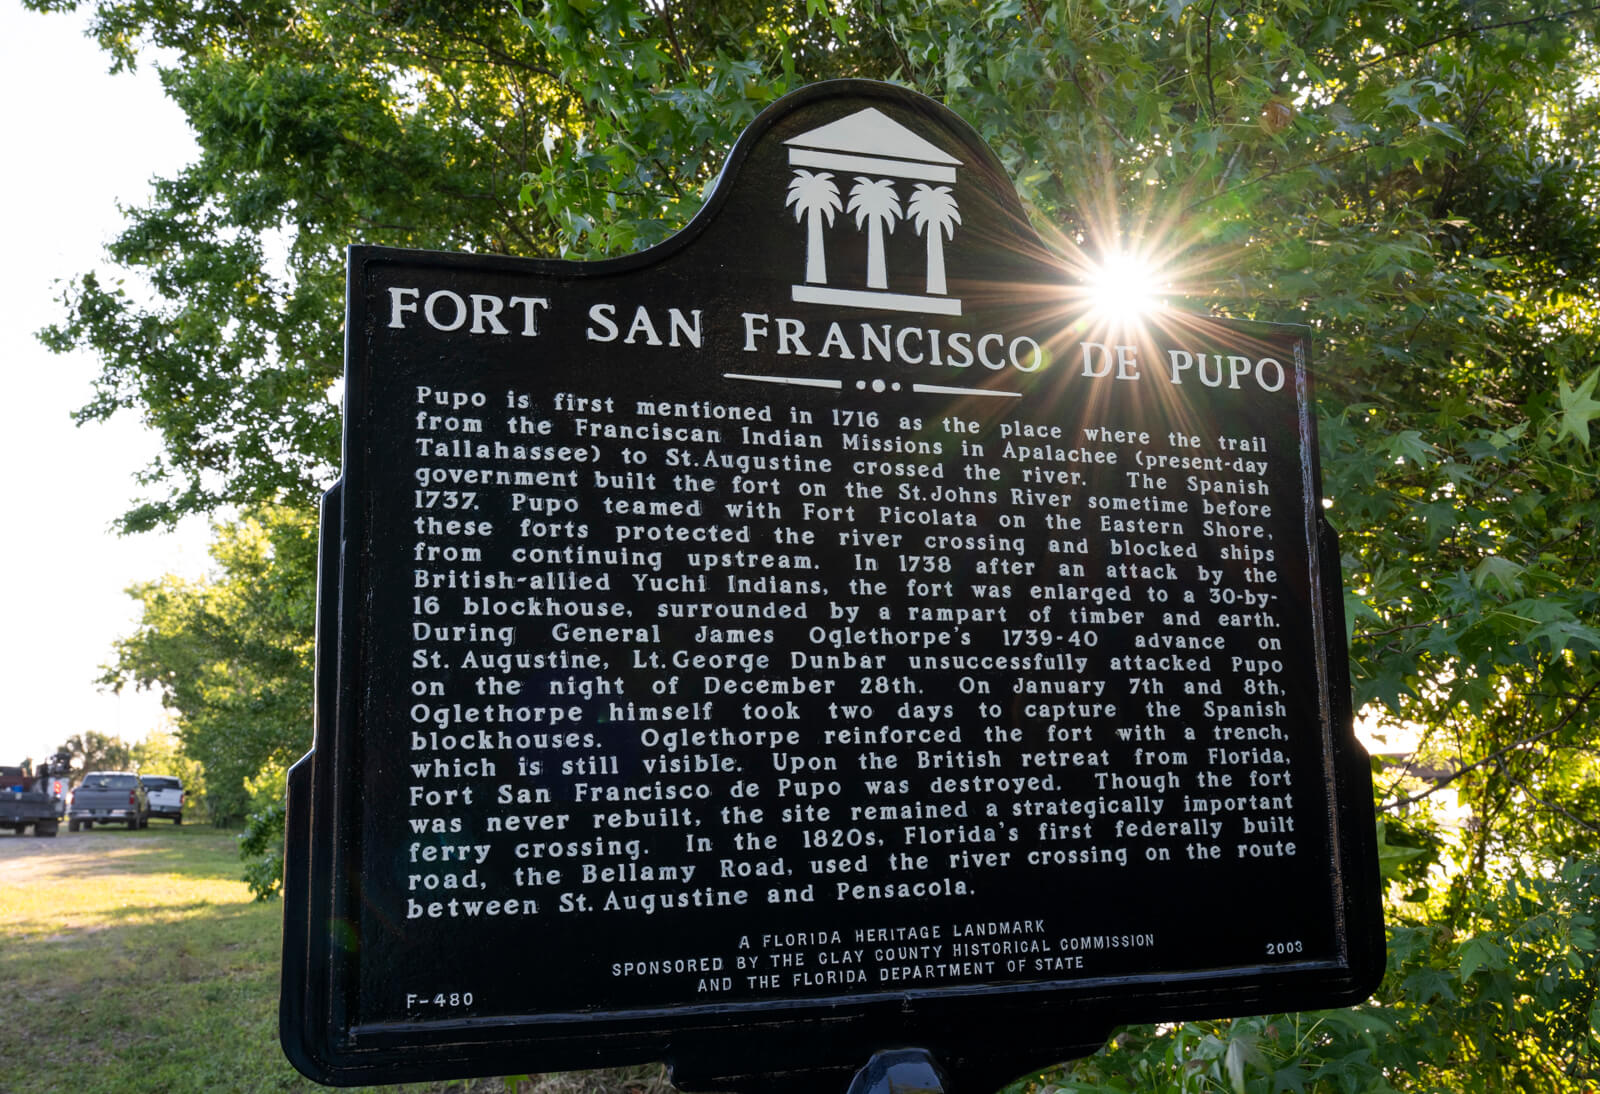 FORT SAN FRANCISCO DE PUPO
Pupo is first mentioned in 1716 as the place where the trail
from the Franciscan Indian Missions in Apalachee (present-day
Tallahassee) to St. Augustine crossed the river. The Spanish
government built the fort on the St. Johns River sometime before
1737. Pupo teamed with Fort Picolata on the Eastern Shore,
these forts protected the river crossing and blocked ships
from continuing upstream. In 1738 after an attack by the
British-allied Yuchi Indians, the fort was enlarged to a 30-by-
16 blockhouse, surrounded by a rampart of timber and earth.
During General James Oglethorpe's 1739-40 advance on
St. Augustine, Lt. George Dunbar unsuccessfully attacked Pupo
on the night of December 28th. On January 7th and 8th,
Oglethorpe himself took two days to capture the Spanish
blockhouses. Oglethorpe reinforced the fort with a trench,
which is still visible. Upon the British retreat from Florida,
Fort San Francisco de Pupo was destroyed. Though the fort
was never rebuilt, the site remained a strategically important
ferry crossing. In the 1820s, Florida's first federally built
road, the Bellamy Road, used the river crossing on the route
between St. Augustine and Pensacola.
A FLORIDA HERITAGE LANDMARK
SPONSORED BY THE CLAY COUNTY HISTORICAL COMMISSION
AND THE FLORIDA DEPARTMENT OF STATE
F-480
2003